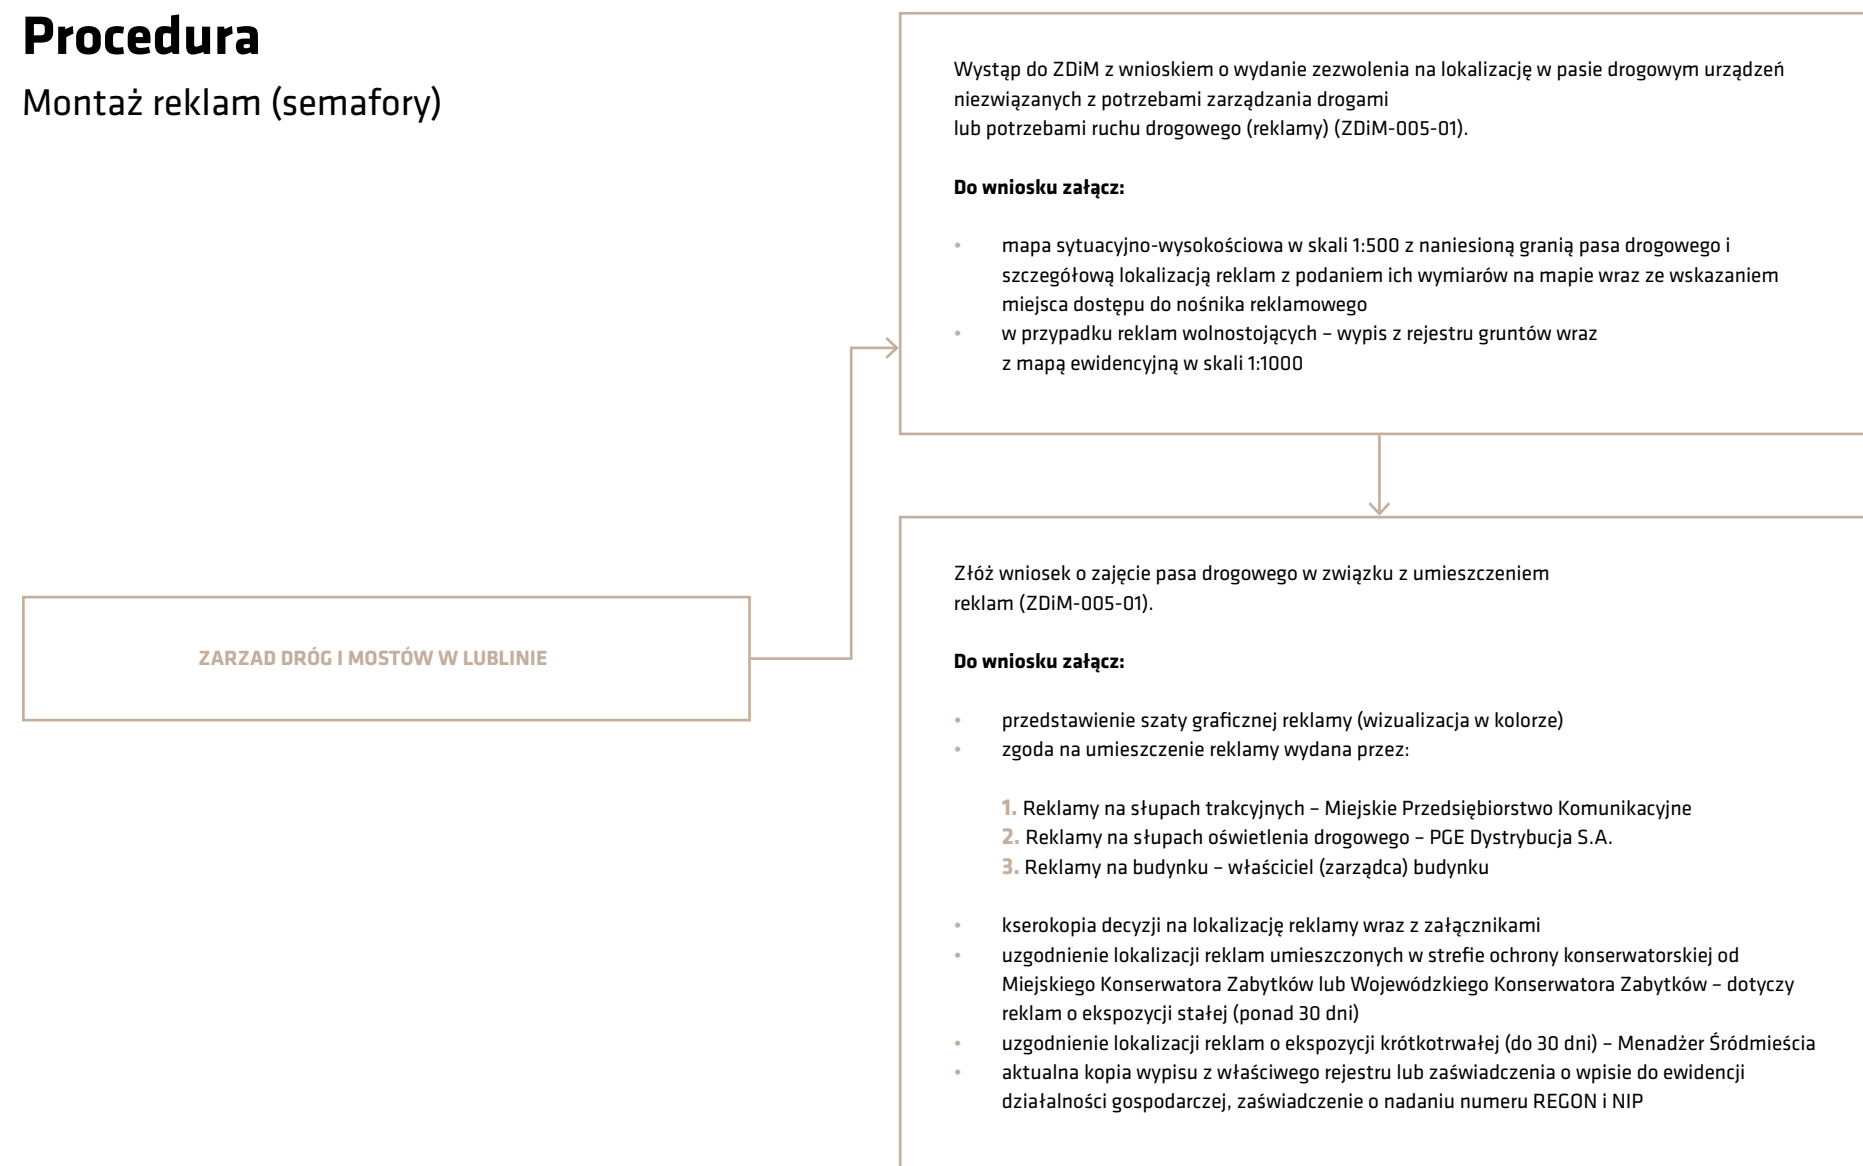 Procedura
Montaż reklam (semafory)
ZARZAD DRÓG I MOSTÓW W LUBLINIE
Wystąp do ZDiM z wnioskiem o wydanie zezwolenia na lokalizację w pasie drogowym urządzeń
niezwiązanych z potrzebami zarządzania drogami
lub potrzebami ruchu drogowego (reklamy) (ZDiM-005-01).
Do wniosku załącz:
• mapa sytuacyjno-wysokościowa w skali 1:500 z naniesioną granią pasa drogowego i
szczegółową lokalizacją reklam z podaniem ich wymiarów na mapie wraz ze wskazaniem
miejsca dostępu do nośnika reklamowego
• w przypadku reklam wolnostojących – wypis z rejestru gruntów wraz
z mapą ewidencyjną w skali 1:1000
Złóż wniosek o zajęcie pasa drogowego w związku z umieszczeniem
reklam (ZDiM-005-01).
Do wniosku załącz:
• przedstawienie szaty graficznej reklamy (wizualizacja w kolorze)
• zgoda na umieszczenie reklamy wydana przez:
1. Reklamy na słupach trakcyjnych – Miejskie Przedsiębiorstwo Komunikacyjne
2. Reklamy na słupach oświetlenia drogowego – PGE Dystrybucja S.A.
3. Reklamy na budynku – właściciel (zarządca) budynku
• kserokopia decyzji na lokalizację reklamy wraz z załącznikami
• uzgodnienie lokalizacji reklam umieszczonych w strefie ochrony konserwatorskiej od
Miejskiego Konserwatora Zabytków lub Wojewódzkiego Konserwatora Zabytków – dotyczy
reklam o ekspozycji stałej (ponad 30 dni)
• uzgodnienie lokalizacji reklam o ekspozycji krótkotrwałej (do 30 dni) – Menadżer Śródmieścia
• aktualna kopia wypisu z właściwego rejestru lub zaświadczenia o wpisie do ewidencji
działalności gospodarczej, zaświadczenie o nadaniu numeru REGON i NIP